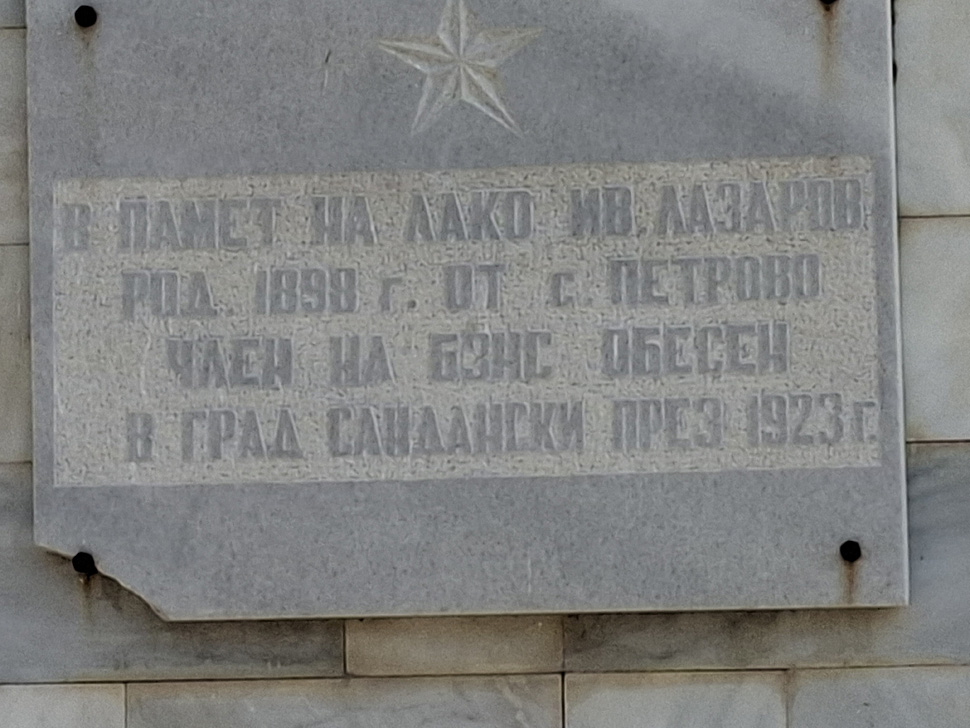 В ПАМЕТ НА ЛАКО ИВ. ЛАЗАРОВ
РОД. 1898 г. ОТ с. ПЕТРОВО
ЧЛЕН НА БЗНС ОБЕСЕН
В ГРАД САНДАНСКИ ПРЕЗ 1923 г.